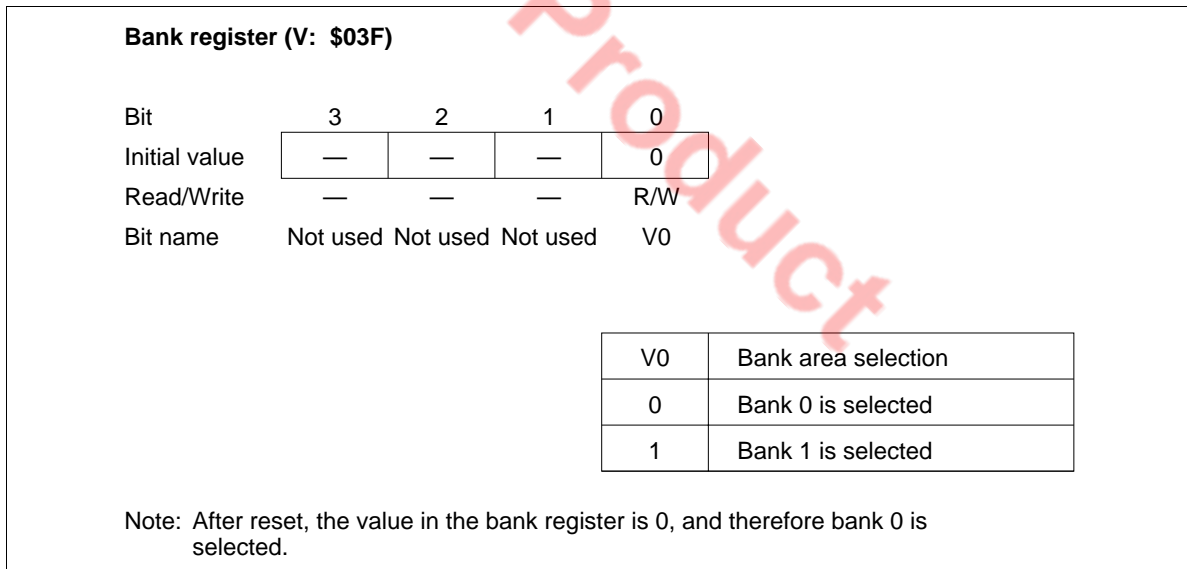 Bank register (V: $03F)
Bit 3 2 1 0
Initial value — — — 0
Read/Write — — — R/W
Bit name Not used Not used Not used V0
V0 Bank area selection
0 Bank 0 is selected
1 Bank 1 is selected
Note: After reset, the value in the bank register is 0, and therefore bank 0 is
selected.
Product